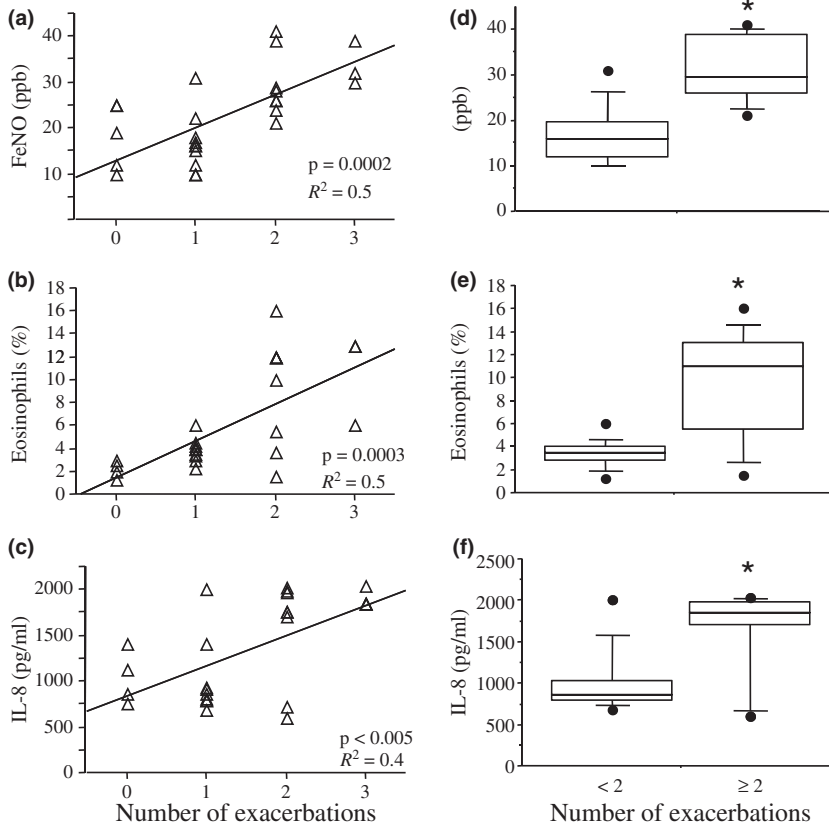 (a)
FeNO (ppb)
40
30
20
10
p = 0.0002
R² = 0.5
0 1 2 3
(d)
(ppb)
50
40
30
20
10
0
*
(b)
Eosinophils (%)
18
16
14
12
10
8
6
4
2
0
p = 0.0003
R² = 0.5
0 1 2 3
(e)
Eosinophils (%)
18
16
14
12
10
8
6
4
2
0
*
(c)
IL-8 (pg/ml)
2000
1500
1000
500
0
p < 0.005
R² = 0.4
0 1 2 3
Number of exacerbations
(f)
IL-8 (pg/ml)
2500
2000
1500
1000
500
0
*
< 2 ≥ 2
Number of exacerbations